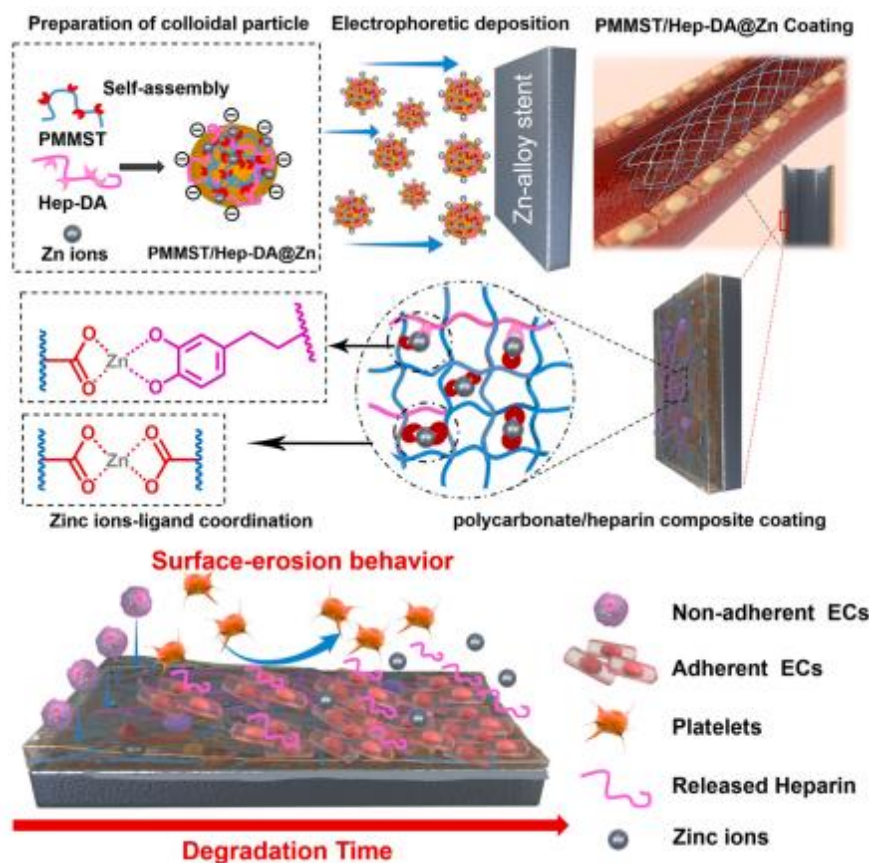 Preparation of colloidal particle
Electrophoretic deposition
PMMST/Hep-DA@Zn Coating
Self-assembly
PMMST
Hep-DA
Zn ions
PMMST/Hep-DA@Zn
Zn-alloy stent
O
Zn
O
O
O
O
Zn
O
O
O
Zinc ions-ligand coordination
polycarbonate/heparin composite coating
Surface-erosion behavior
Non-adherent ECs
Adherent ECs
Platelets
Released Heparin
Zinc ions
Degradation Time